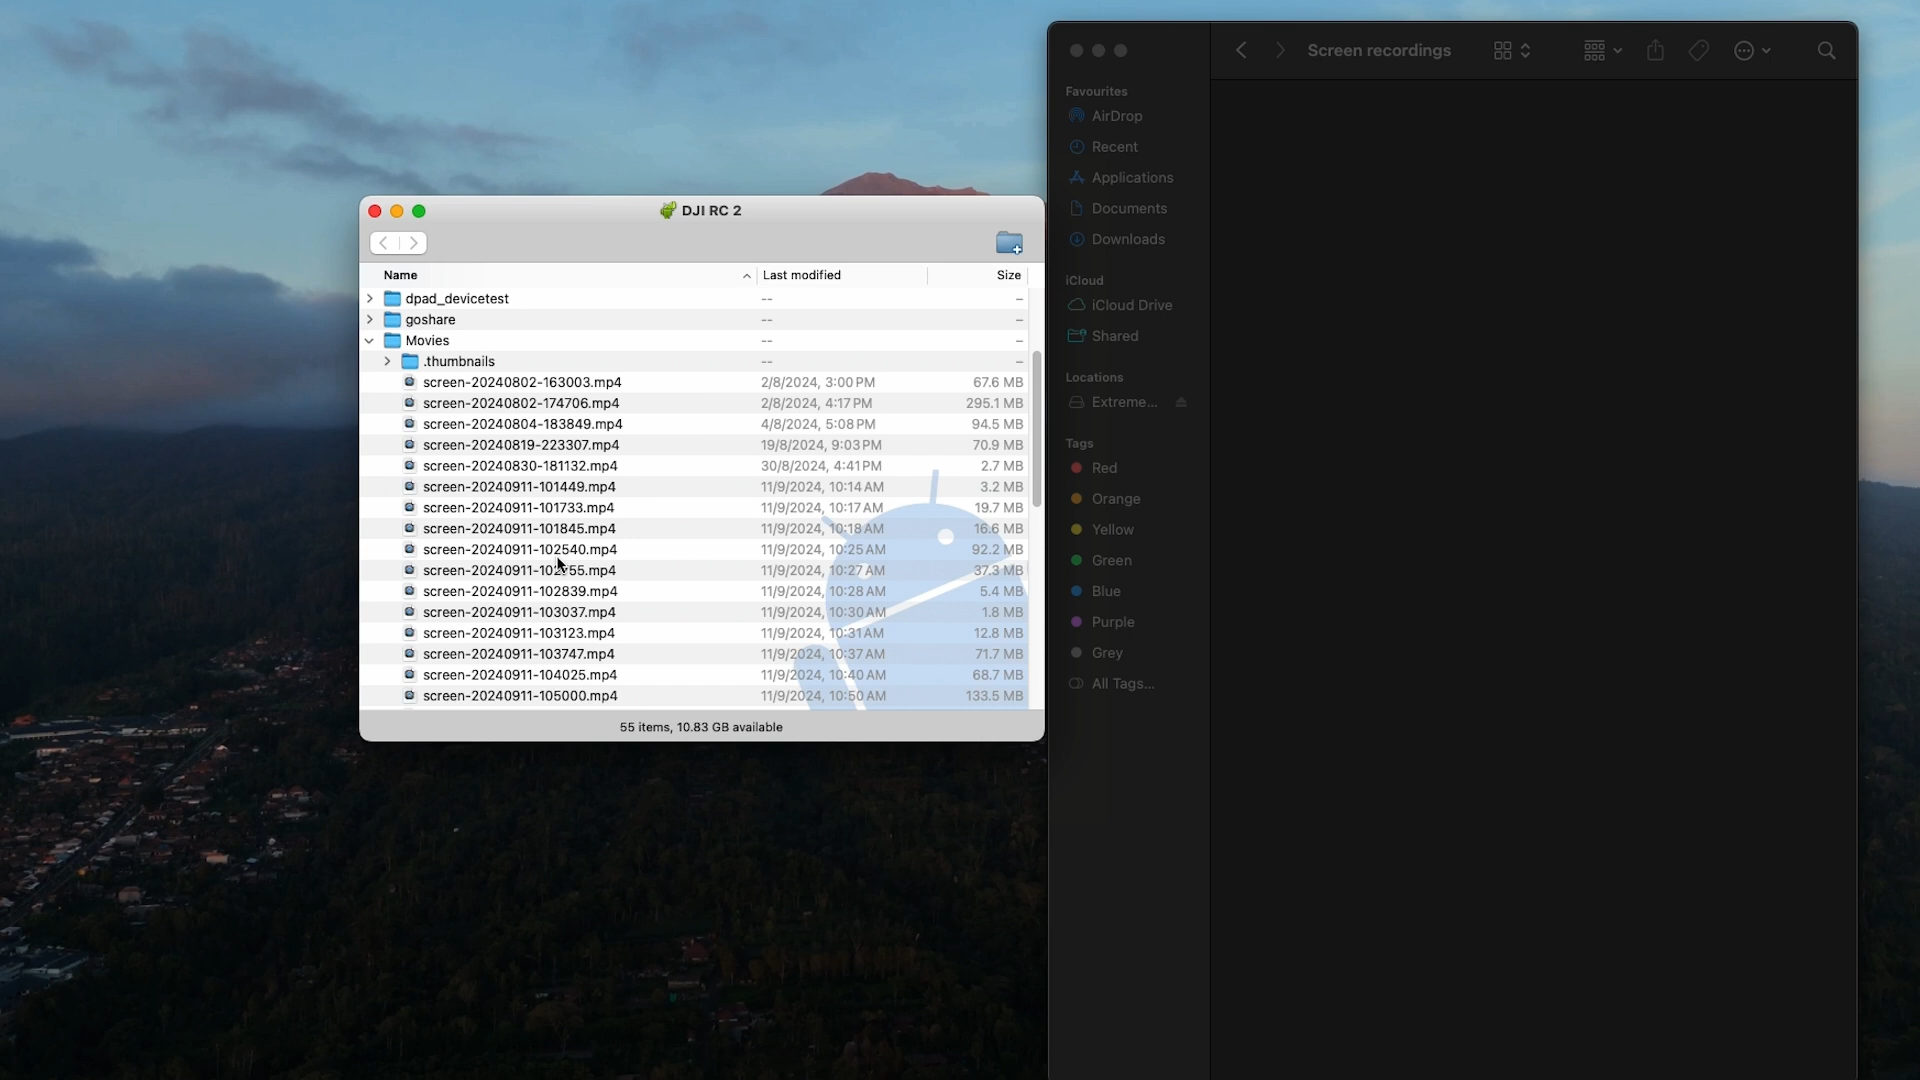 DJI RC 2
Name Last modified Size
dpad_devicetest -- –
goshare -- –
Movies -- –
.thumbnails -- –
screen-20240802-163003.mp4 2/8/2024, 3:00 PM 67.6 MB
screen-20240802-174706.mp4 2/8/2024, 4:17 PM 295.1 MB
screen-20240804-183849.mp4 4/8/2024, 5:08 PM 94.5 MB
screen-20240819-223307.mp4 19/8/2024, 9:03 PM 70.9 MB
screen-20240830-181132.mp4 30/8/2024, 4:41 PM 2.7 MB
screen-20240911-101449.mp4 11/9/2024, 10:14 AM 3.2 MB
screen-20240911-101733.mp4 11/9/2024, 10:17 AM 19.7 MB
screen-20240911-101845.mp4 11/9/2024, 10:18 AM 16.6 MB
screen-20240911-102540.mp4 11/9/2024, 10:25 AM 92.2 MB
11/9/2024, 10:27 AM 37.3 MB
screen-20240911-102839.mp4 11/9/2024, 10:28 AM 5.4 MB
screen-20240911-103037.mp4 11/9/2024, 10:30 AM 1.8 MB
screen-20240911-103123.mp4 11/9/2024, 10:31 AM 12.8 MB
screen-20240911-103747.mp4 11/9/2024, 10:37 AM 71.7 MB
screen-20240911-104025.mp4 11/9/2024, 10:40 AM 68.7 MB
screen-20240911-105000.mp4 11/9/2024, 10:50 AM 133.5 MB
55 items, 10.83 GB available
Screen recordings
Favourites
AirDrop
Recent
Applications
Documents
Downloads
iCloud
iCloud Drive
Shared
Locations
Extreme...
Tags
Red
Orange
Yellow
Green
Blue
Purple
Grey
All Tags...